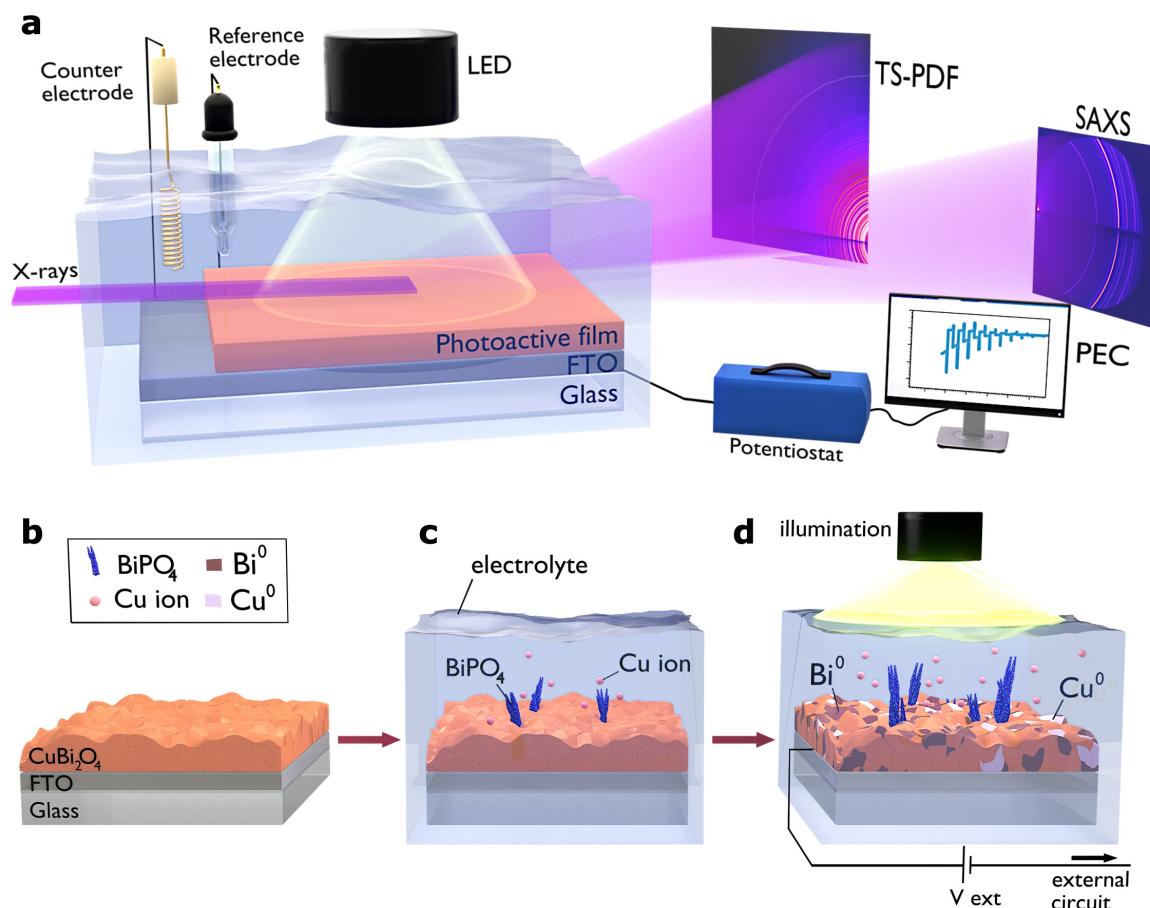 a
Counter
electrode
Reference
electrode
LED
TS-PDF
SAXS
X-rays
Photoactive film
FTO
Glass
Potentiostat
PEC
b
BiPO₄
Bi⁰
Cu ion
Cu⁰
CuBi₂O₄
FTO
Glass
c
electrolyte
BiPO₄
Cu ion
d
illumination
Bi⁰
Cu⁰
V ext
external
circuit